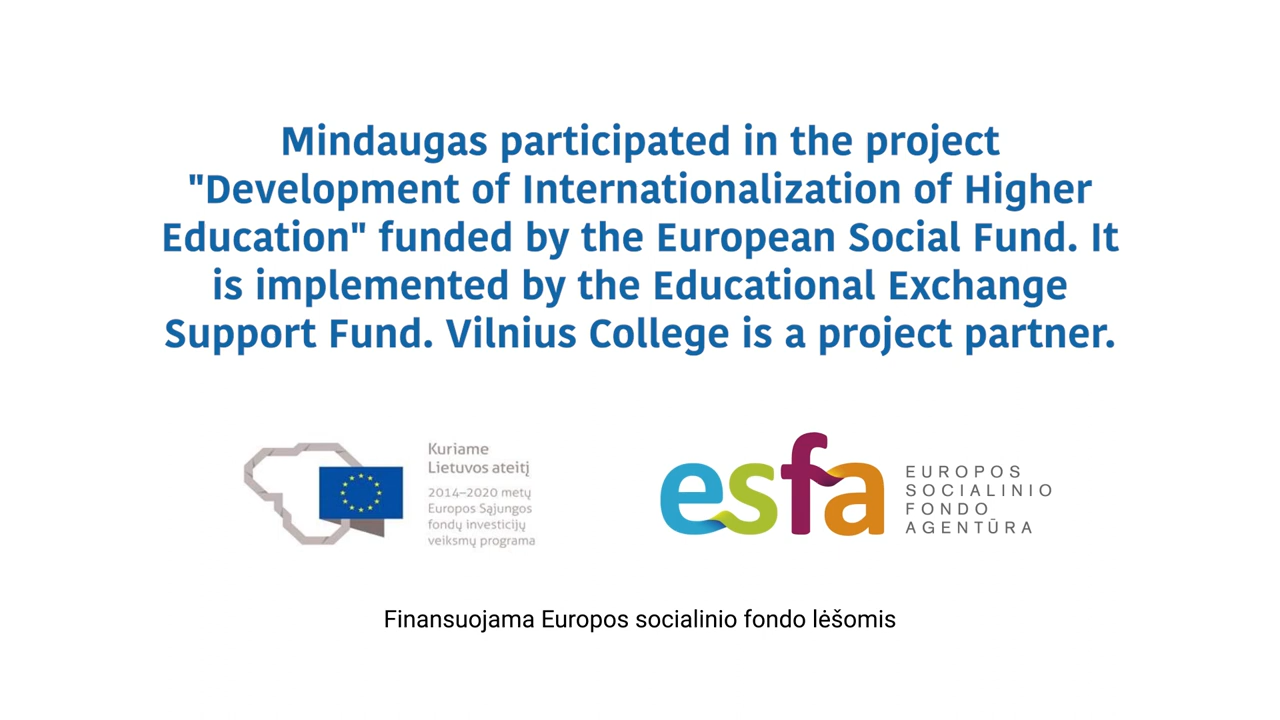 Mindaugas participated in the project
"Development of Internationalization of Higher
Education" funded by the European Social Fund. It
is implemented by the Educational Exchange
Support Fund. Vilnius College is a project partner.
Kuriame
Lietuvos ateitį
2014–2020 metų
Europos Sąjungos
fondų investicijų
veiksmų programa
esfa
EUROPOS
SOCIALINIO
FONDO
AGENTŪRA
Finansuojama Europos socialinio fondo lėšomis